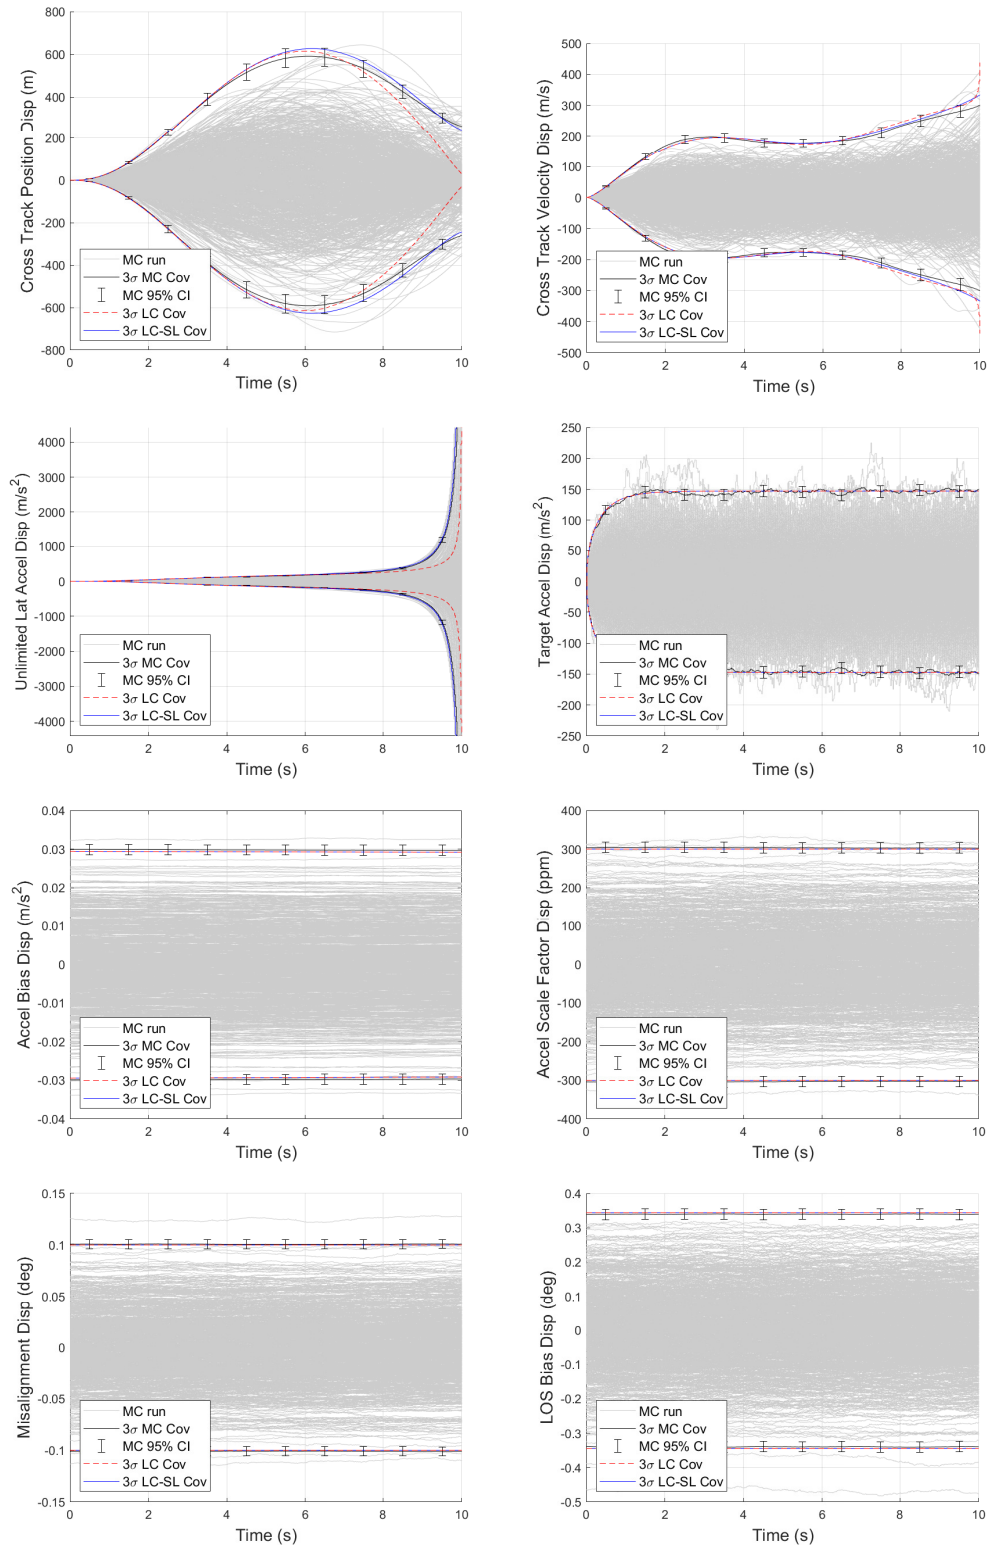 800
600
400
200
0
-200
-400
-600
-800
0 2 4 6 8 10
Cross Track Position Disp (m)
Time (s)
MC run
3σ MC Cov
MC 95% CI
3σ LC Cov
3σ LC-SL Cov
500
400
300
200
100
0
-100
-200
-300
-400
-500
0 2 4 6 8 10
Cross Track Velocity Disp (m/s)
Time (s)
MC run
3σ MC Cov
MC 95% CI
3σ LC Cov
3σ LC-SL Cov
4000
3000
2000
1000
0
-1000
-2000
-3000
-4000
0 2 4 6 8 10
Unlimited Lat Accel Disp (m/s²)
Time (s)
MC run
3σ MC Cov
MC 95% CI
3σ LC Cov
3σ LC-SL Cov
250
200
150
100
50
0
-50
-100
-150
-200
-250
0 2 4 6 8 10
Target Accel Disp (m/s²)
Time (s)
MC run
3σ MC Cov
MC 95% CI
3σ LC Cov
3σ LC-SL Cov
0.04
0.03
0.02
0.01
0
-0.01
-0.02
-0.03
-0.04
0 2 4 6 8 10
Accel Bias Disp (m/s²)
Time (s)
MC run
3σ MC Cov
MC 95% CI
3σ LC Cov
3σ LC-SL Cov
400
300
200
100
0
-100
-200
-300
-400
0 2 4 6 8 10
Accel Scale Factor Disp (ppm)
Time (s)
MC run
3σ MC Cov
MC 95% CI
3σ LC Cov
3σ LC-SL Cov
0.15
0.1
0.05
0
-0.05
-0.1
-0.15
0 2 4 6 8 10
Misalignment Disp (deg)
Time (s)
MC run
3σ MC Cov
MC 95% CI
3σ LC Cov
3σ LC-SL Cov
0.4
0.3
0.2
0.1
0
-0.1
-0.2
-0.3
-0.4
-0.5
0 2 4 6 8 10
LOS Bias Disp (deg)
Time (s)
MC run
3σ MC Cov
MC 95% CI
3σ LC Cov
3σ LC-SL Cov